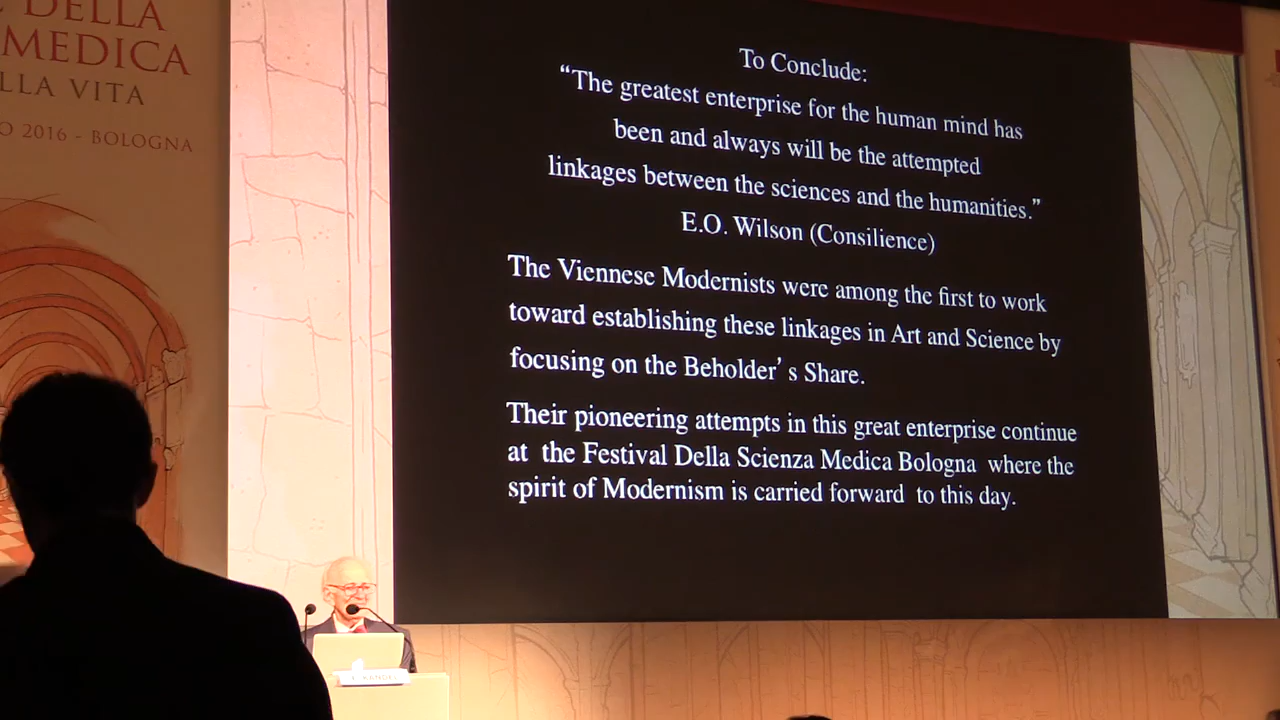 DELLA
MEDICA
LLA VITA
O 2016 - BOLOGNA
To Conclude:
“The greatest enterprise for the human mind has
been and always will be the attempted
linkages between the sciences and the humanities.”
E.O. Wilson (Consilience)
The Viennese Modernists were among the first to work
toward establishing these linkages in Art and Science by
focusing on the Beholder’ s Share.
Their pioneering attempts in this great enterprise continue
at the Festival Della Scienza Medica Bologna where the
spirit of Modernism is carried forward to this day.